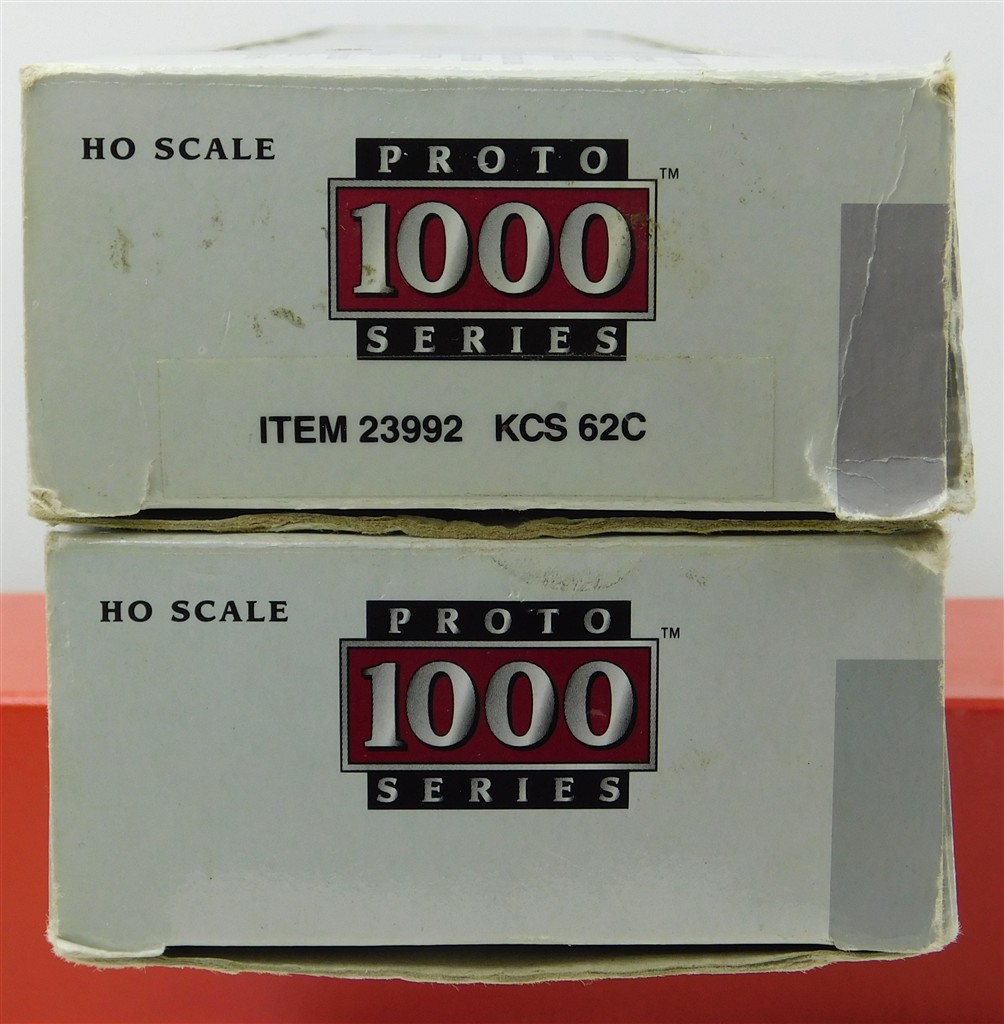 HO SCALE
PROTO
1000
™
SERIES
ITEM 23992 KCS 62C
HO SCALE
PROTO
1000
™
SERIES